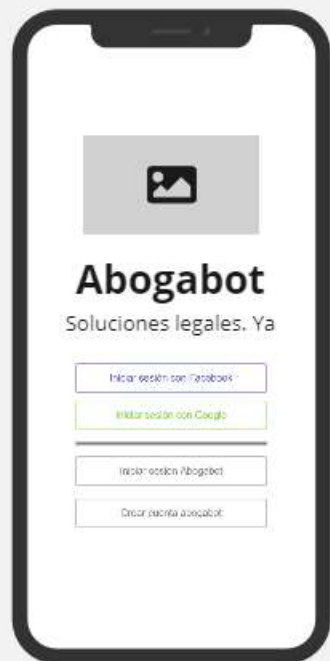 Abogabot
Soluciones legales. Ya
Iniciar sesión con Facebook
Iniciar sesión con Google
Iniciar sesión Abogabot
Crear cuenta abogabot